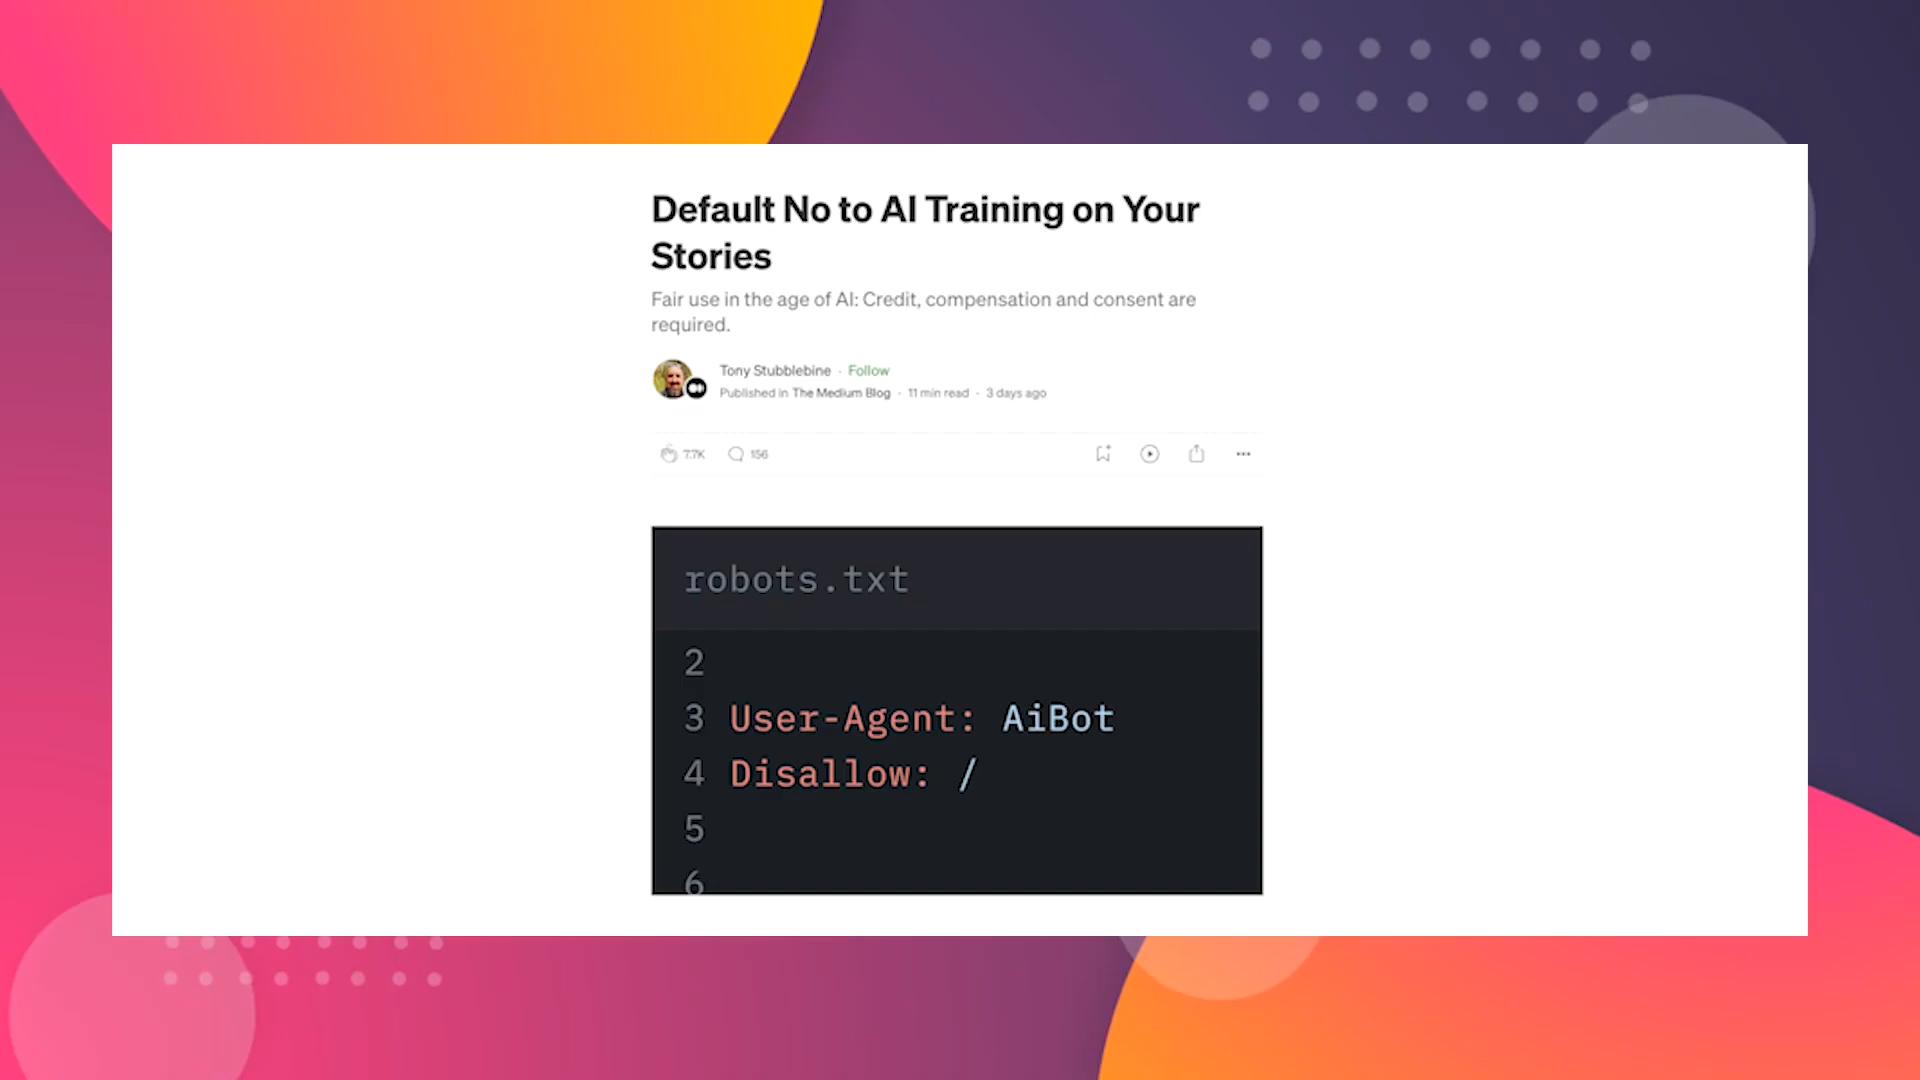 Default No to AI Training on Your
Stories
Fair use in the age of AI: Credit, compensation and consent are
required.
Tony Stubblebine · Follow
Published in The Medium Blog · 11 min read · 3 days ago
7.7K 156
robots.txt
2
3 User-Agent: AiBot
4 Disallow: /
5
6